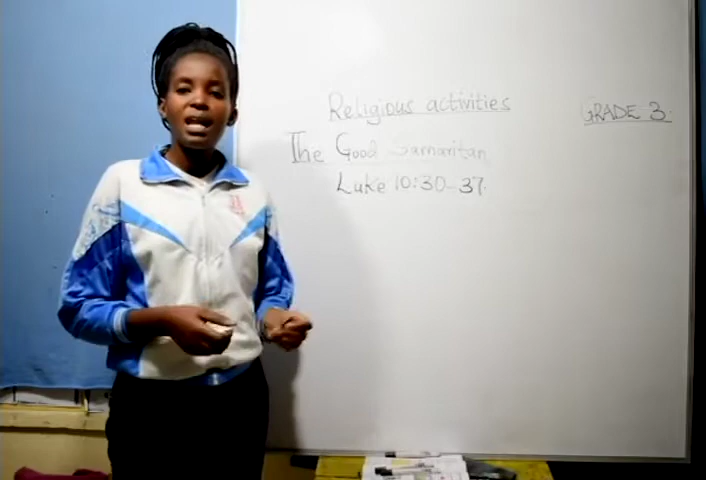 Religious activities
GRADE 3.
The Good Samaritan
Luke 10:30-37.